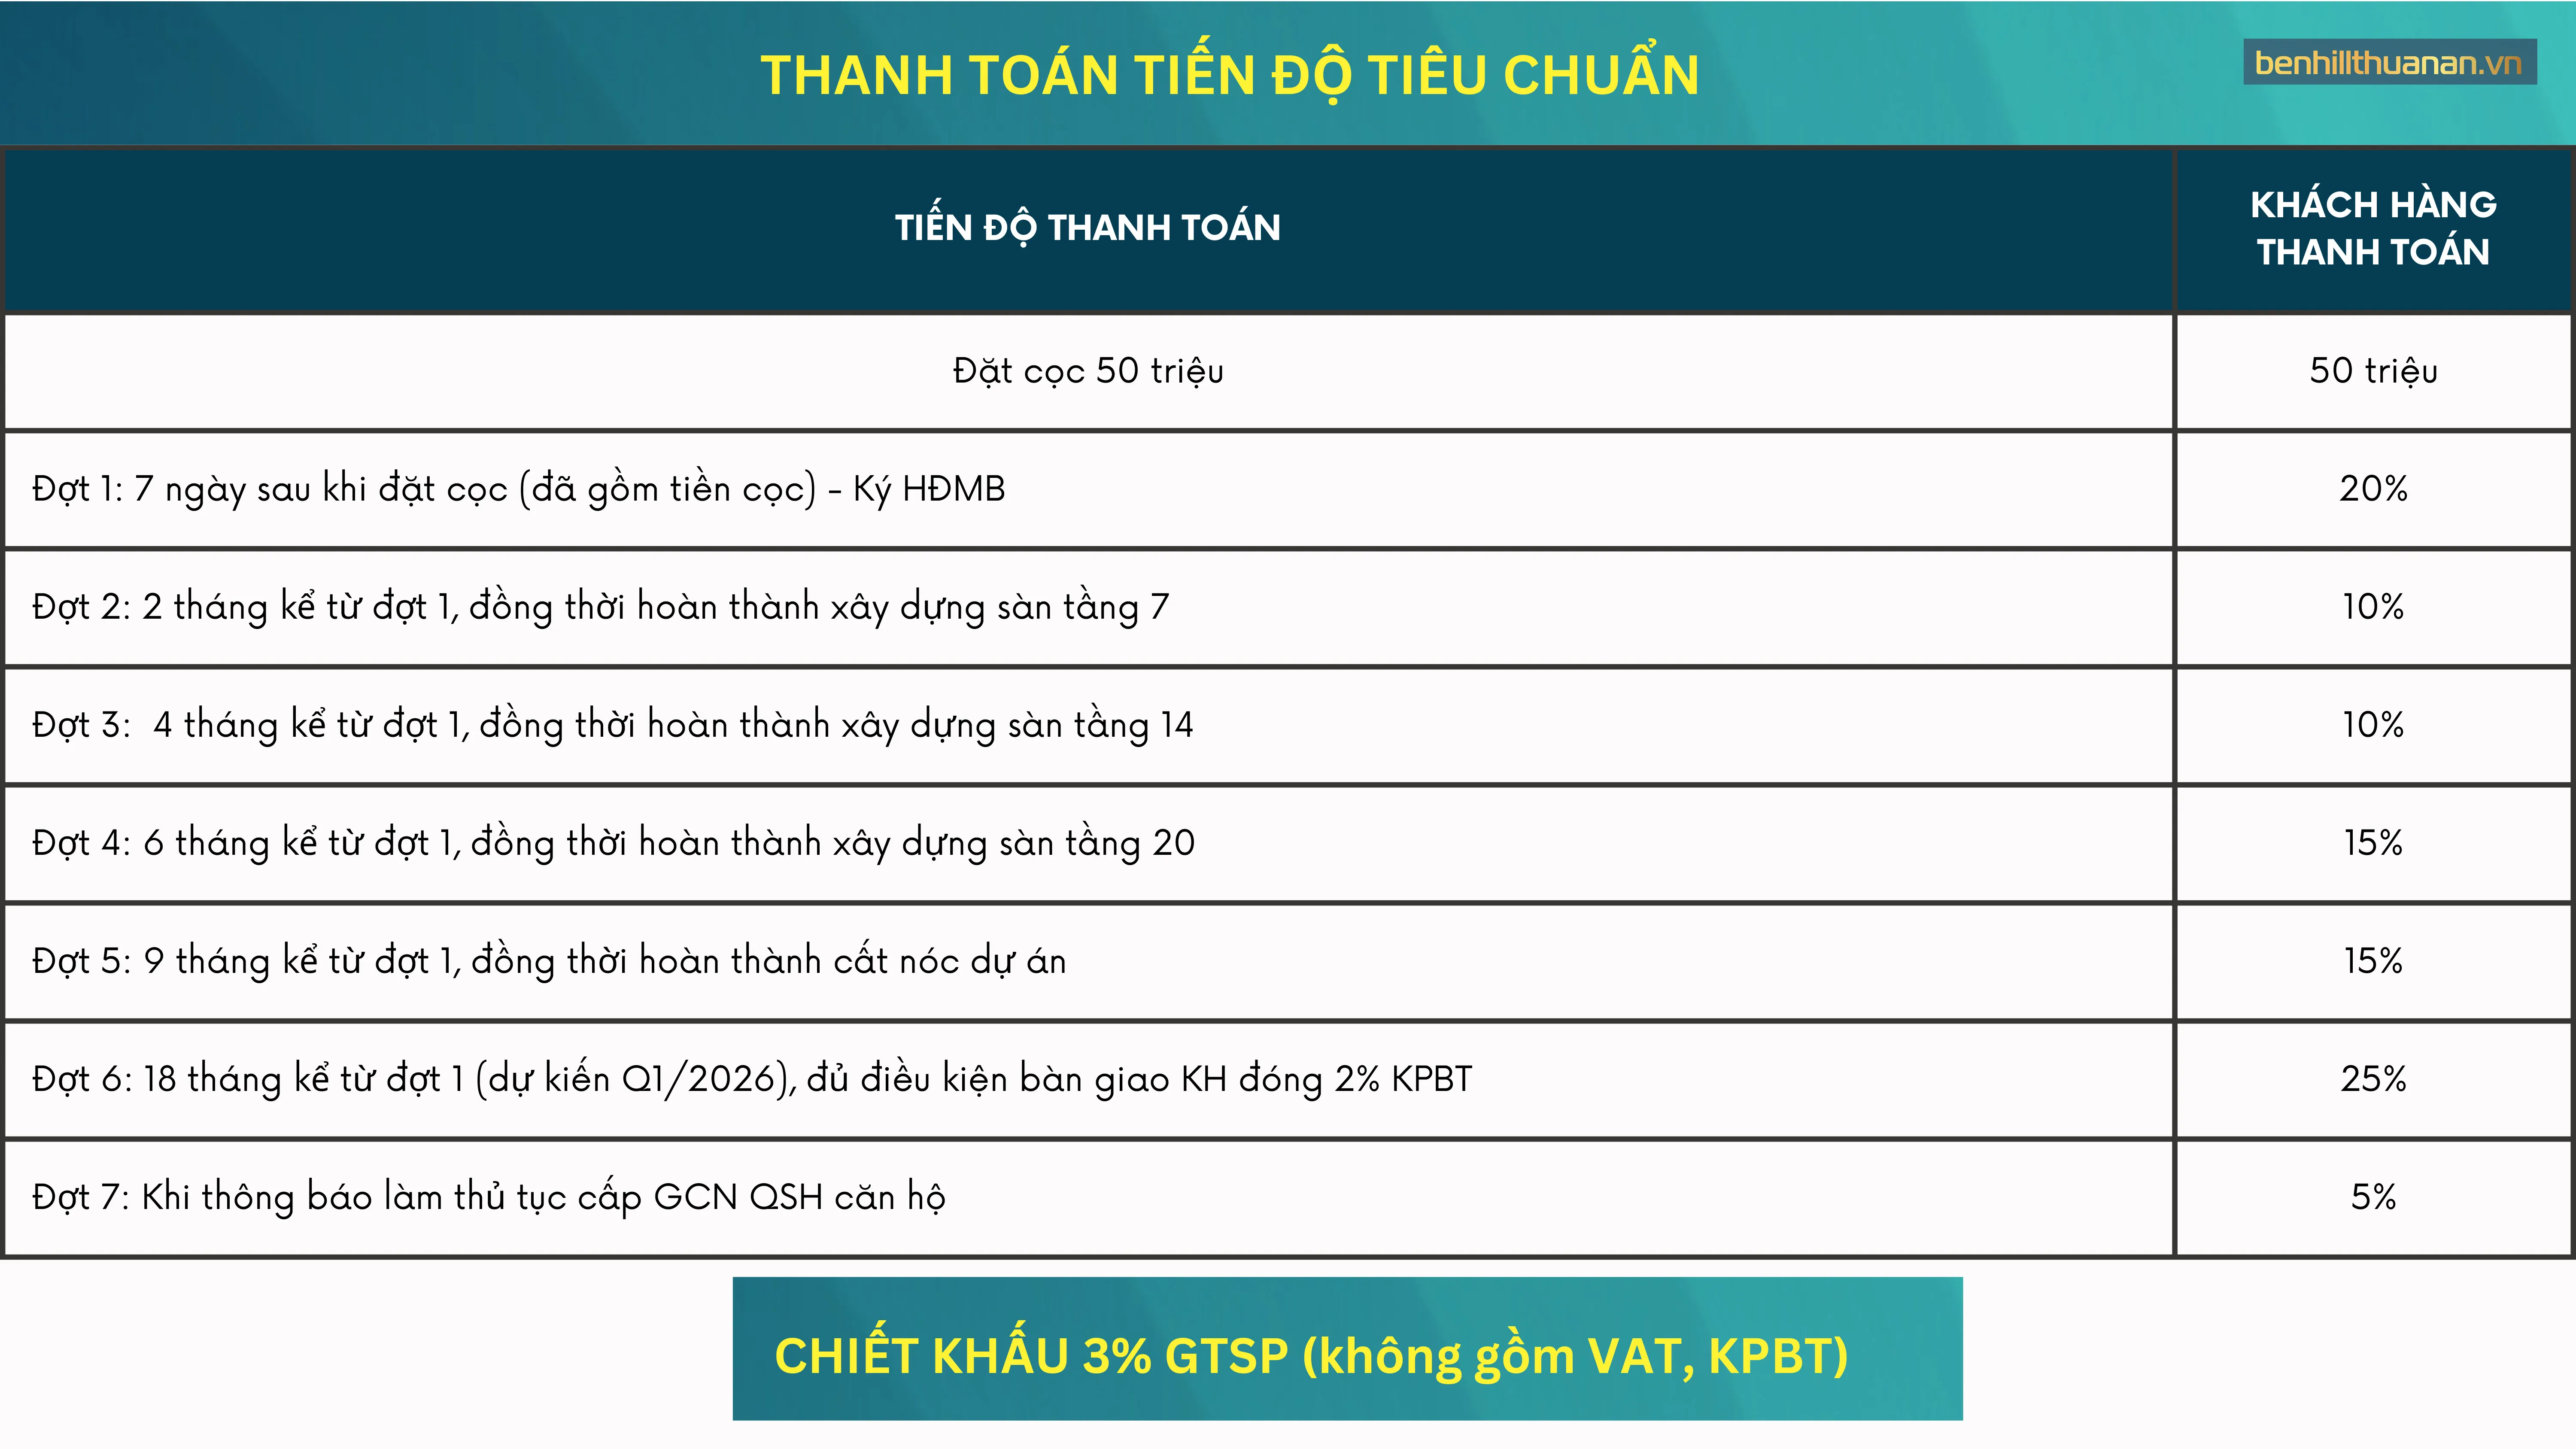 THANH TOÁN TIẾN ĐỘ TIÊU CHUẨN
benhillthuanan.vn
TIẾN ĐỘ THANH TOÁN
KHÁCH HÀNG
THANH TOÁN
Đặt cọc 50 triệu
50 triệu
Đợt 1: 7 ngày sau khi đặt cọc (đã gồm tiền cọc) - Ký HĐMB
20%
Đợt 2: 2 tháng kể từ đợt 1, đồng thời hoàn thành xây dựng sàn tầng 7
10%
Đợt 3:  4 tháng kể từ đợt 1, đồng thời hoàn thành xây dựng sàn tầng 14
10%
Đợt 4: 6 tháng kể từ đợt 1, đồng thời hoàn thành xây dựng sàn tầng 20
15%
Đợt 5: 9 tháng kể từ đợt 1, đồng thời hoàn thành cất nóc dự án
15%
Đợt 6: 18 tháng kể từ đợt 1 (dự kiến Q1/2026), đủ điều kiện bàn giao KH đóng 2% KPBT
25%
Đợt 7: Khi thông báo làm thủ tục cấp GCN QSH căn hộ
5%
CHIẾT KHẤU 3% GTSP (không gồm VAT, KPBT)